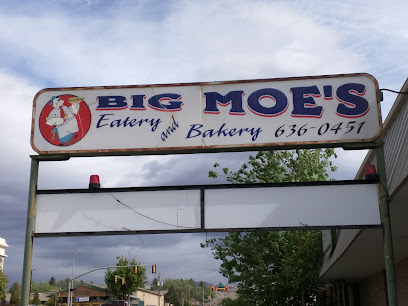 BIG MOE'S
Eatery and Bakery 636-0451